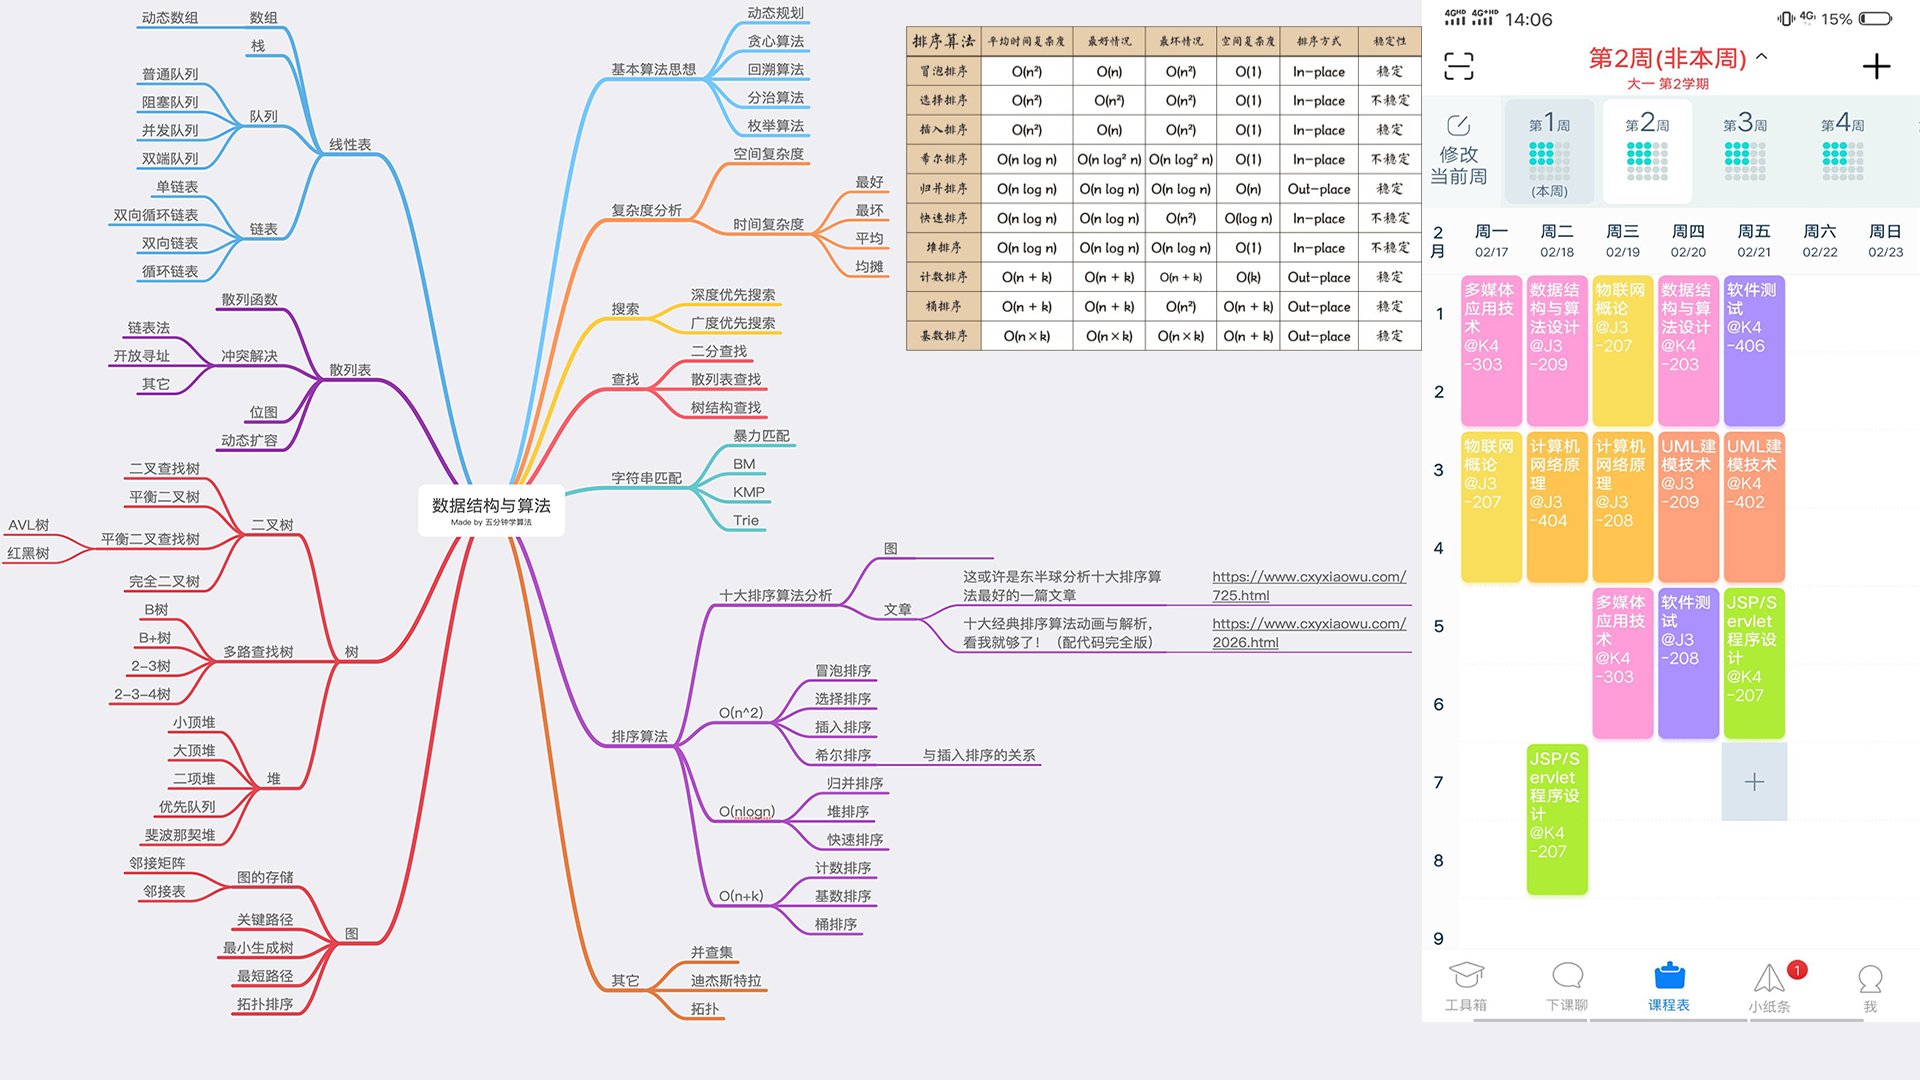 动态数组
数组
栈
普通队列
阻塞队列
并发队列
双端队列
队列
线性表
单链表
双向循环链表
双向链表
循环链表
链表
散列函数
链表法
开放寻址
其它
冲突解决
散列表
位图
动态扩容
二叉查找树
平衡二叉树
AVL树
红黑树
平衡二叉查找树
完全二叉树
二叉树
B树
B+树
2-3树
2-3-4树
多路查找树
树
小顶堆
大顶堆
二项堆
优先队列
斐波那契堆
堆
邻接矩阵
邻接表
图的存储
关键路径
最小生成树
最短路径
拓扑排序
图
数据结构与算法
Made by 五分钟学算法
基本算法思想
动态规划
贪心算法
回溯算法
分治算法
枚举算法
复杂度分析
空间复杂度
时间复杂度
最好
最坏
平均
均摊
搜索
深度优先搜索
广度优先搜索
查找
二分查找
散列表查找
树结构查找
字符串匹配
暴力匹配
BM
KMP
Trie
排序算法
十大排序算法分析
图
文章
这或许是东半球分析十大排序算
法最好的一篇文章
https://www.cxyxiaowu.com/
725.html
十大经典排序算法动画与解析，
看我就够了！（配代码完全版）
https://www.cxyxiaowu.com/
2026.html
O(n^2)
冒泡排序
选择排序
插入排序
希尔排序
与插入排序的关系
O(nlogn)
归并排序
堆排序
快速排序
O(n+k)
计数排序
基数排序
桶排序
其它
并查集
迪杰斯特拉
拓扑
排序算法 平均时间复杂度 最好情况 最坏情况 空间复杂度 排序方式 稳定性
冒泡排序 O(n²) O(n) O(n²) O(1) In-place 稳定
选择排序 O(n²) O(n²) O(n²) O(1) In-place 不稳定
插入排序 O(n²) O(n) O(n²) O(1) In-place 稳定
希尔排序 O(n log n) O(n log² n) O(n log² n) O(1) In-place 不稳定
归并排序 O(n log n) O(n log n) O(n log n) O(n) Out-place 稳定
快速排序 O(n log n) O(n log n) O(n²) O(log n) In-place 不稳定
堆排序 O(n log n) O(n log n) O(n log n) O(1) In-place 不稳定
计数排序 O(n + k) O(n + k) O(n + k) O(k) Out-place 稳定
桶排序 O(n + k) O(n + k) O(n²) O(n + k) Out-place 稳定
基数排序 O(n×k) O(n×k) O(n×k) O(n + k) Out-place 稳定
4GHD 4G+HD 14:06 4G 15%
第2周(非本周)
大一 第2学期
修改
当前周
第1周
(本周)
第2周
第3周
第4周
2
月
周一 周二 周三 周四 周五 周六 周日
02/17 02/18 02/19 02/20 02/21 02/22 02/23
1
2
3
4
5
6
7
8
9
多媒体
应用技
术
@K4
-303
数据结
构与算
法设计
@J3
-209
物联网
概论
@J3
-207
数据结
构与算
法设计
@K4
-203
软件测
试
@K4
-406
物联网
概论
@J3
-207
计算机
网络原
理
@J3
-404
计算机
网络原
理
@J3
-208
UML建
模技术
@J3
-209
UML建
模技术
@K4
-402
多媒体
应用技
术
@K4
-303
软件测
试
@J3
-208
JSP/S
ervlet
程序设
计
@K4
-207
JSP/S
ervlet
程序设
计
@K4
-207
工具箱
下课聊
课程表
小纸条
1
我